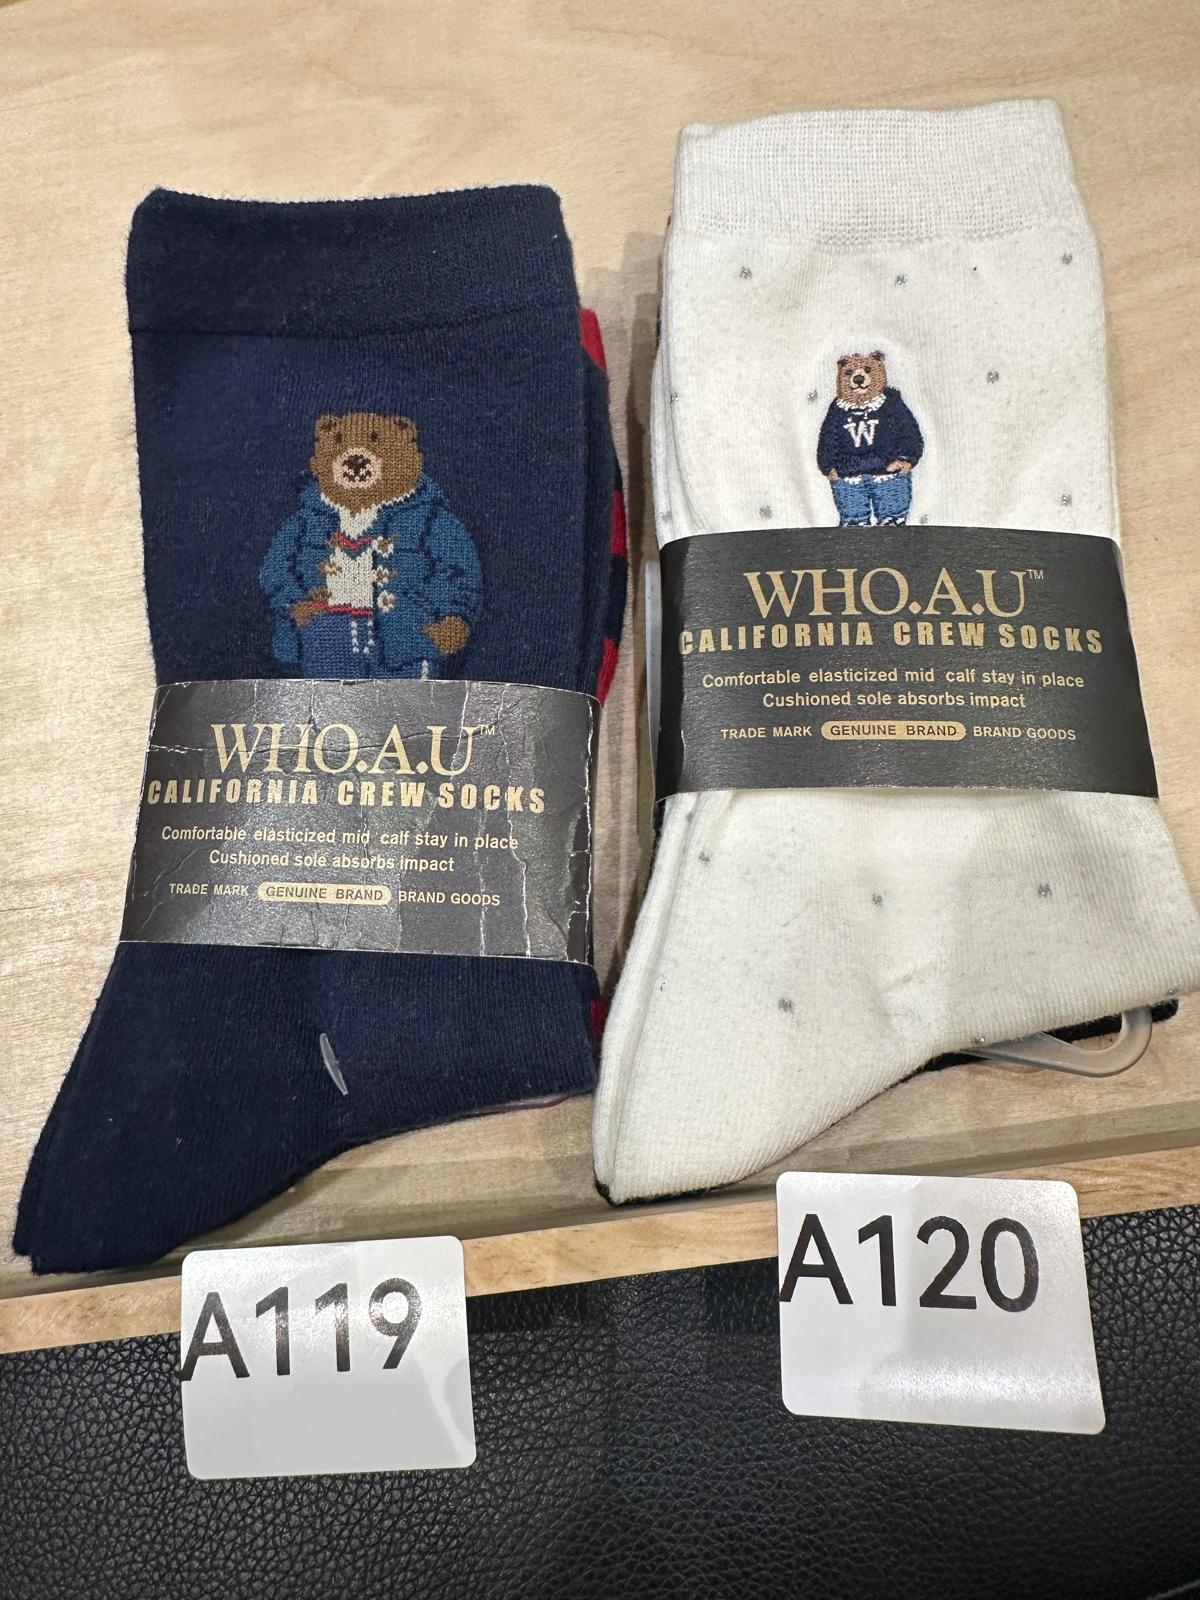 WHO.A.U™
CALIFORNIA CREW SOCKS
Comfortable elasticized mid calf stay in place
Cushioned sole absorbs impact
TRADE MARK GENUINE BRAND BRAND GOODS
A119
W
WHO.A.U™
CALIFORNIA CREW SOCKS
Comfortable elasticized mid calf stay in place
Cushioned sole absorbs impact
TRADE MARK GENUINE BRAND BRAND GOODS
A120